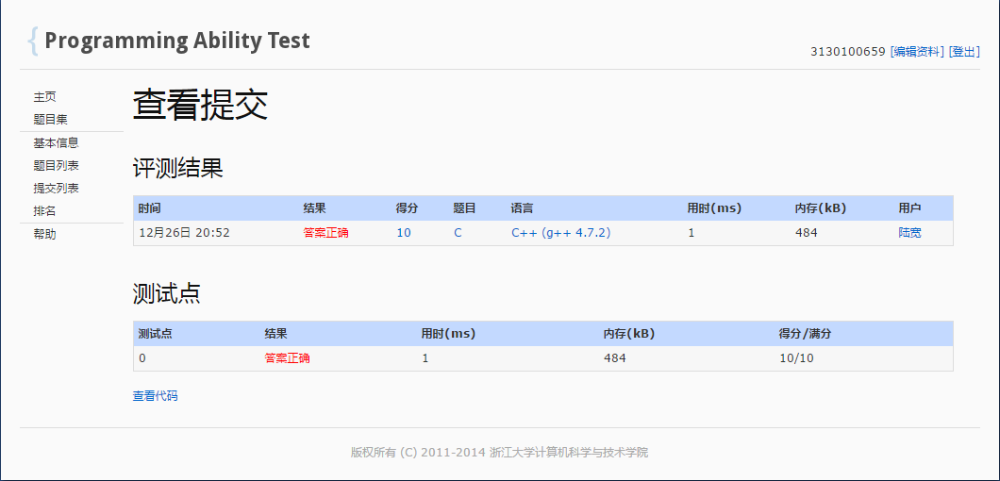 { Programming Ability Test
3130100659 [编辑资料] [登出]
主页
题目集
基本信息
题目列表
提交列表
排名
帮助
查看提交
评测结果
时间 结果 得分 题目 语言 用时(ms) 内存(kB) 用户
12月26日 20:52 答案正确 10 C C++ (g++ 4.7.2) 1 484 陆宽
测试点
测试点 结果 用时(ms) 内存(kB) 得分/满分
0 答案正确 1 484 10/10
查看代码
版权所有 (C) 2011-2014 浙江大学计算机科学与技术学院